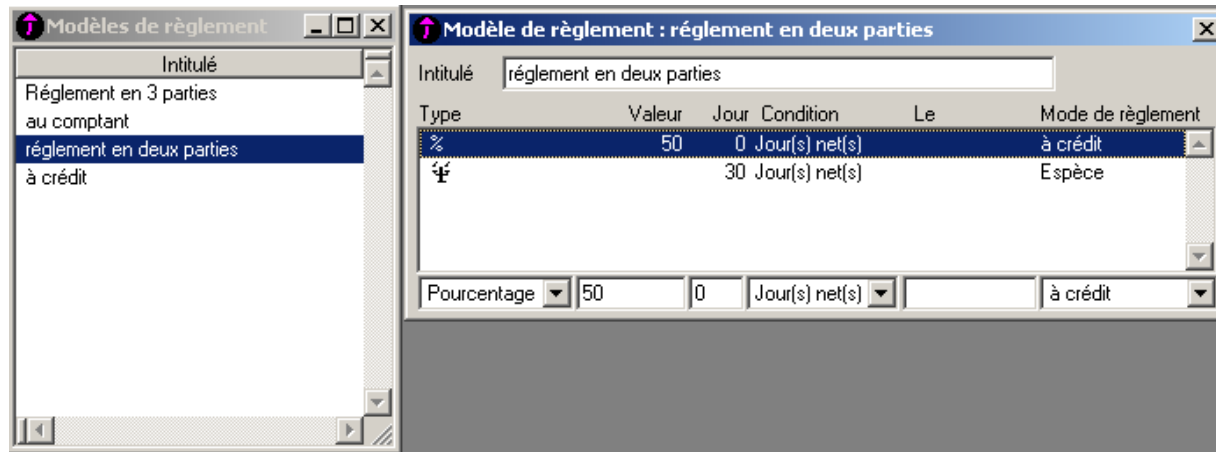 Modèles de règlement
Intitulé
Réglement en 3 parties
au comptant
réglement en deux parties
à crédit
Modèle de règlement : réglement en deux parties
Intitulé réglement en deux parties
Type Valeur Jour Condition Le Mode de règlement
% 50 0 Jour(s) net(s) à crédit
30 Jour(s) net(s) Espèce
Pourcentage 50 0 Jour(s) net(s) à crédit